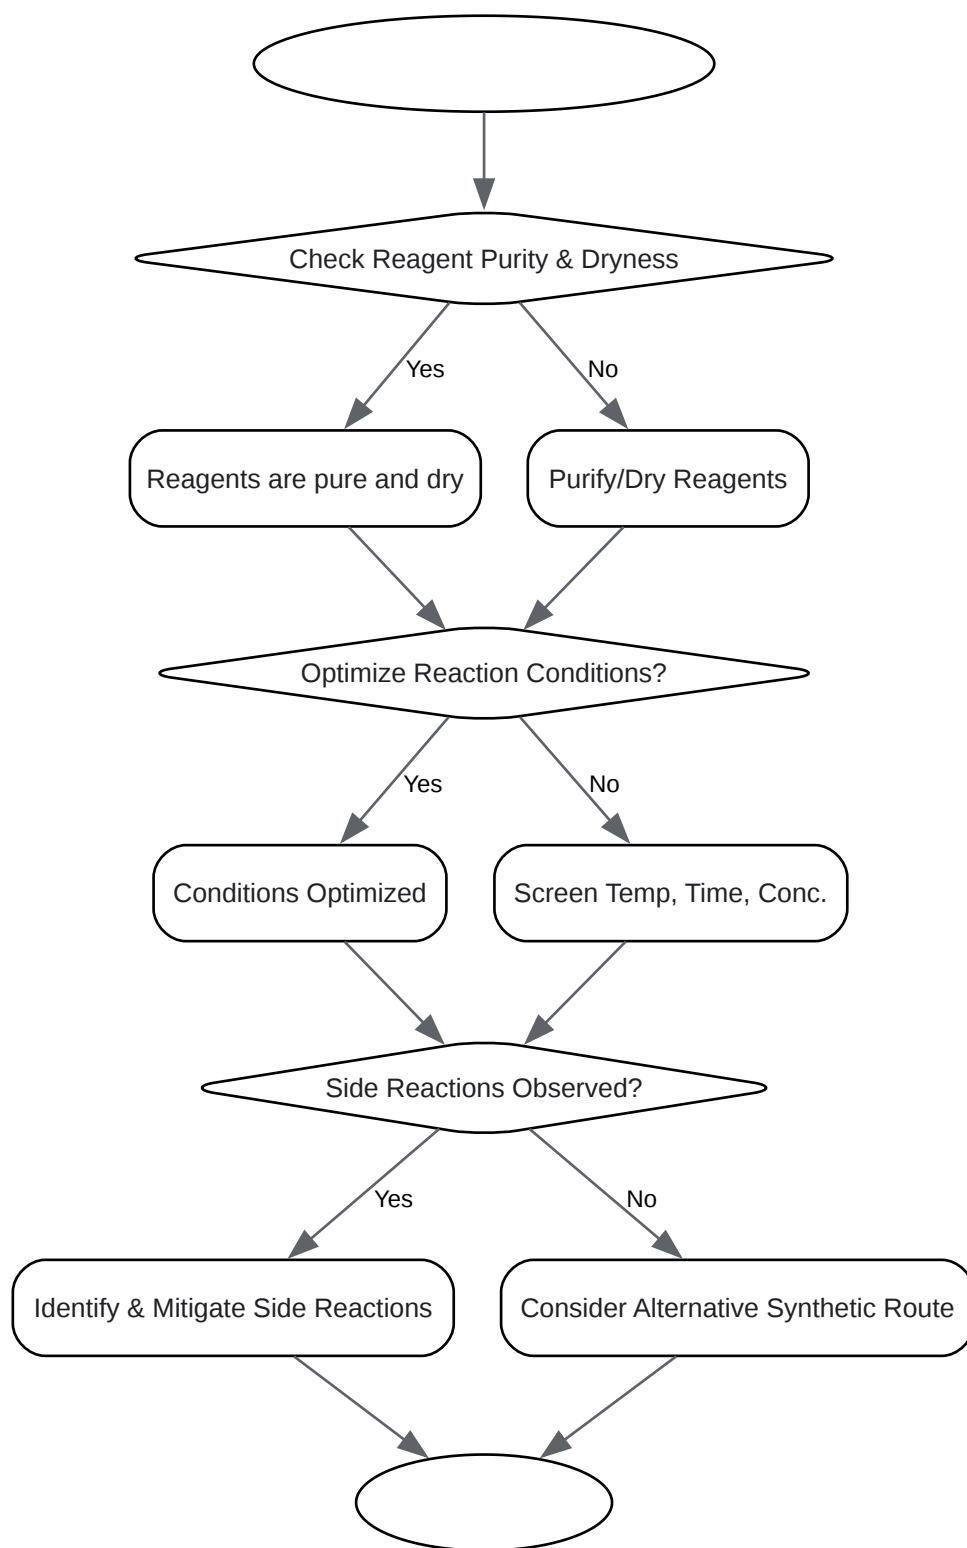 Check Reagent Purity & Dryness
Yes
No
Reagents are pure and dry
Purify/Dry Reagents
Optimize Reaction Conditions?
Yes
No
Conditions Optimized
Screen Temp, Time, Conc.
Side Reactions Observed?
Yes
No
Identify & Mitigate Side Reactions
Consider Alternative Synthetic Route